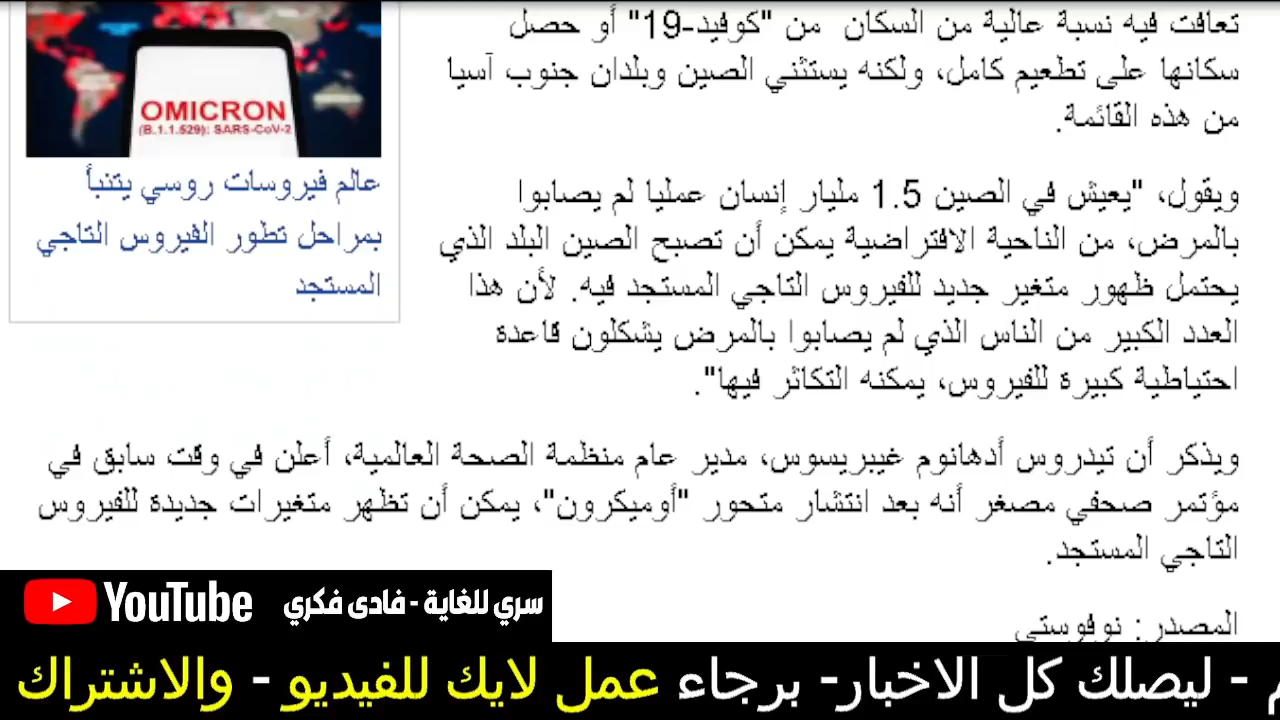 تعافت فيه نسبة عالية من السكان من "كوفيد-19" أو حصل
سكانها على تطعيم كامل، ولكنه يستثني الصين وبلدان جنوب آسيا
من هذه القائمة.
ويقول، "يعيش في الصين 1.5 مليار إنسان عمليا لم يصابوا
بالمرض، من الناحية الافتراضية يمكن أن تصبح الصين البلد الذي
يحتمل ظهور متغير جديد للفيروس التاجي المستجد فيه. لأن هذا
العدد الكبير من الناس الذي لم يصابوا بالمرض يشكلون قاعدة
احتياطية كبيرة للفيروس، يمكنه التكاثر فيها".
ويذكر أن تيدروس أدهانوم غيبريسوس، مدير عام منظمة الصحة العالمية، أعلن في وقت سابق في
مؤتمر صحفي مصغر أنه بعد انتشار متحور "أوميكرون"، يمكن أن تظهر متغيرات جديدة للفيروس
التاجي المستجد.
المصدر: نوفوستي
OMICRON
(B.1.1.529): SARS-CoV-2
عالم فيروسات روسي يتنبأ
بمراحل تطور الفيروس التاجي
المستجد
YouTube سري للغاية - فادى فكري
م - ليصلك كل الاخبار- برجاء عمل لايك للفيديو - والاشتراك